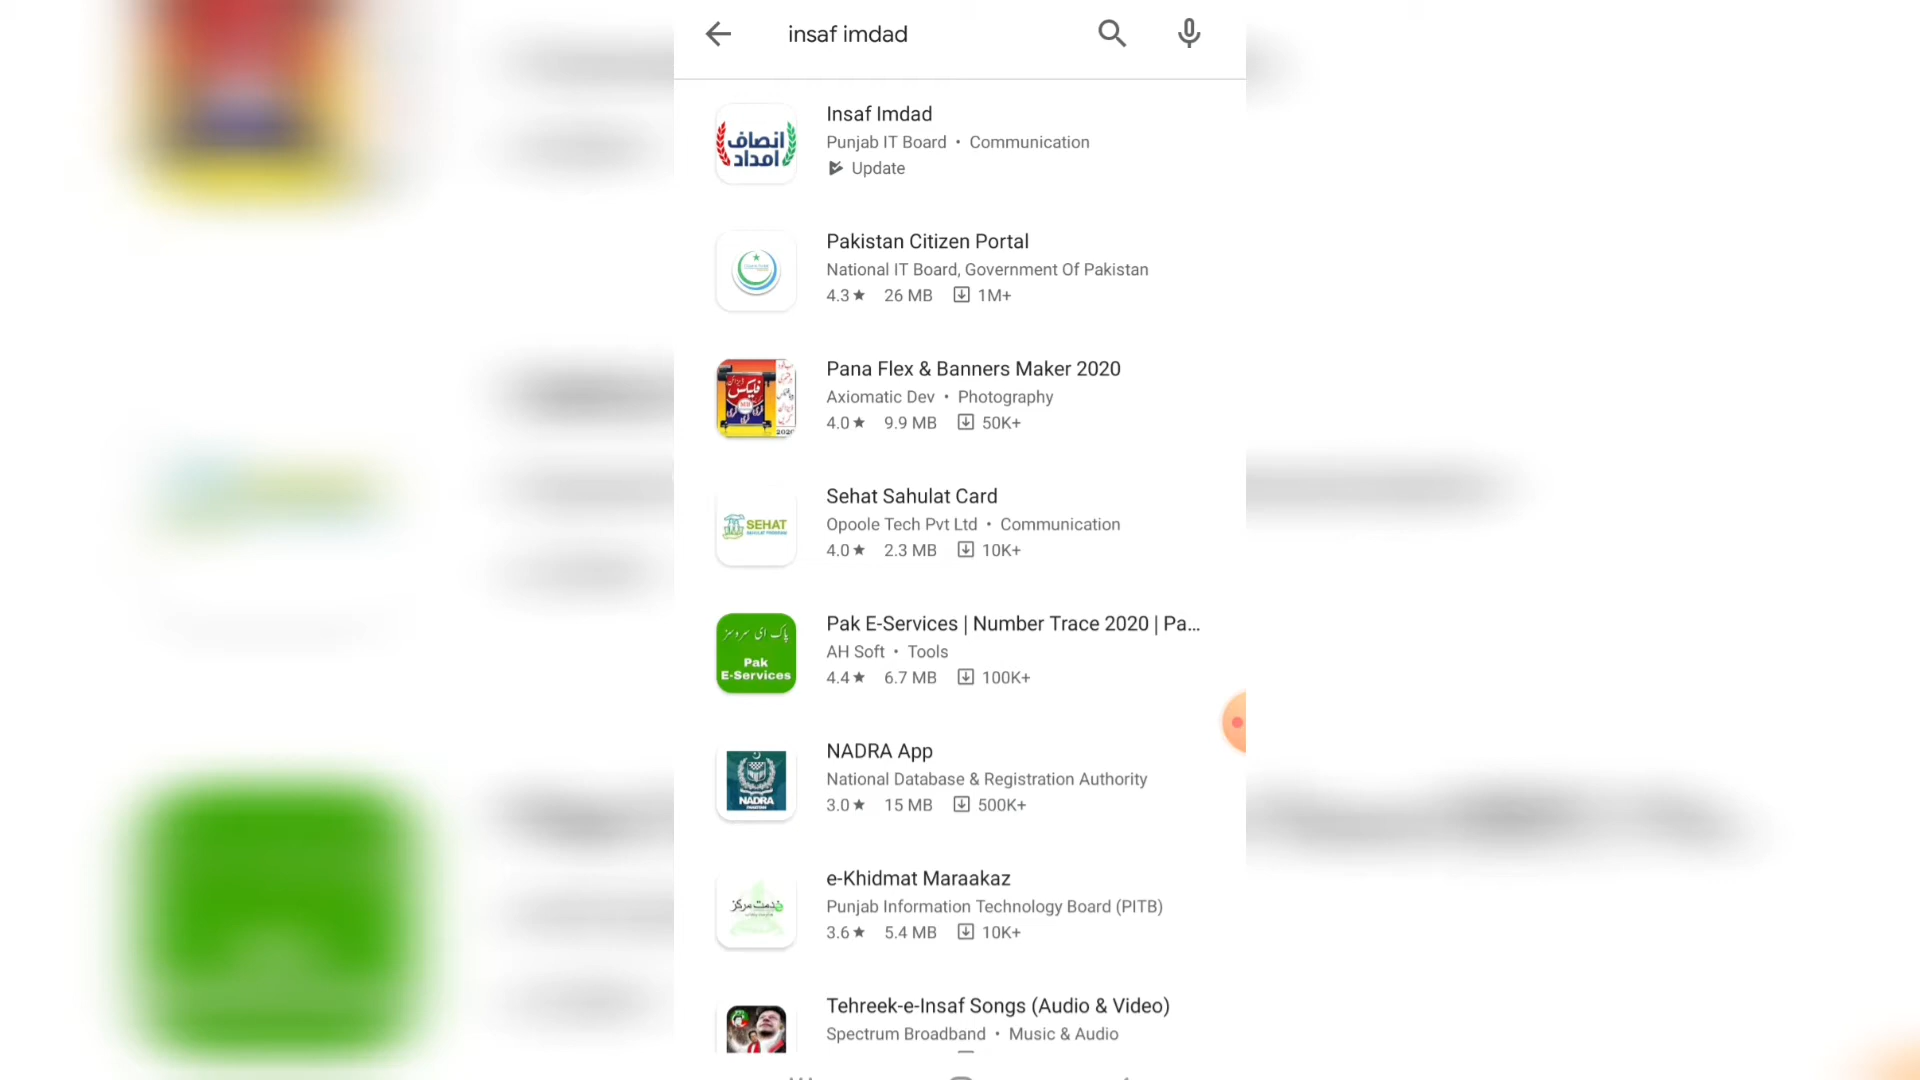 insaf imdad
انصاف
امداد
Insaf Imdad
Punjab IT Board • Communication
Update
Pakistan Citizen Portal
National IT Board, Government Of Pakistan
4.3★ 26 MB 1M+
فلیکس
2020
Pana Flex & Banners Maker 2020
Axiomatic Dev • Photography
4.0★ 9.9 MB 50K+
SEHAT
Sehat Sahulat Card
Opoole Tech Pvt Ltd • Communication
4.0★ 2.3 MB 10K+
پاک ای سروسز
Pak
E-Services
Pak E-Services | Number Trace 2020 | Pa...
AH Soft • Tools
4.4★ 6.7 MB 100K+
NADRA
NADRA App
National Database & Registration Authority
3.0★ 15 MB 500K+
خدمت مرکز
e-Khidmat Maraakaz
Punjab Information Technology Board (PITB)
3.6★ 5.4 MB 10K+
Tehreek-e-Insaf Songs (Audio & Video)
Spectrum Broadband • Music & Audio